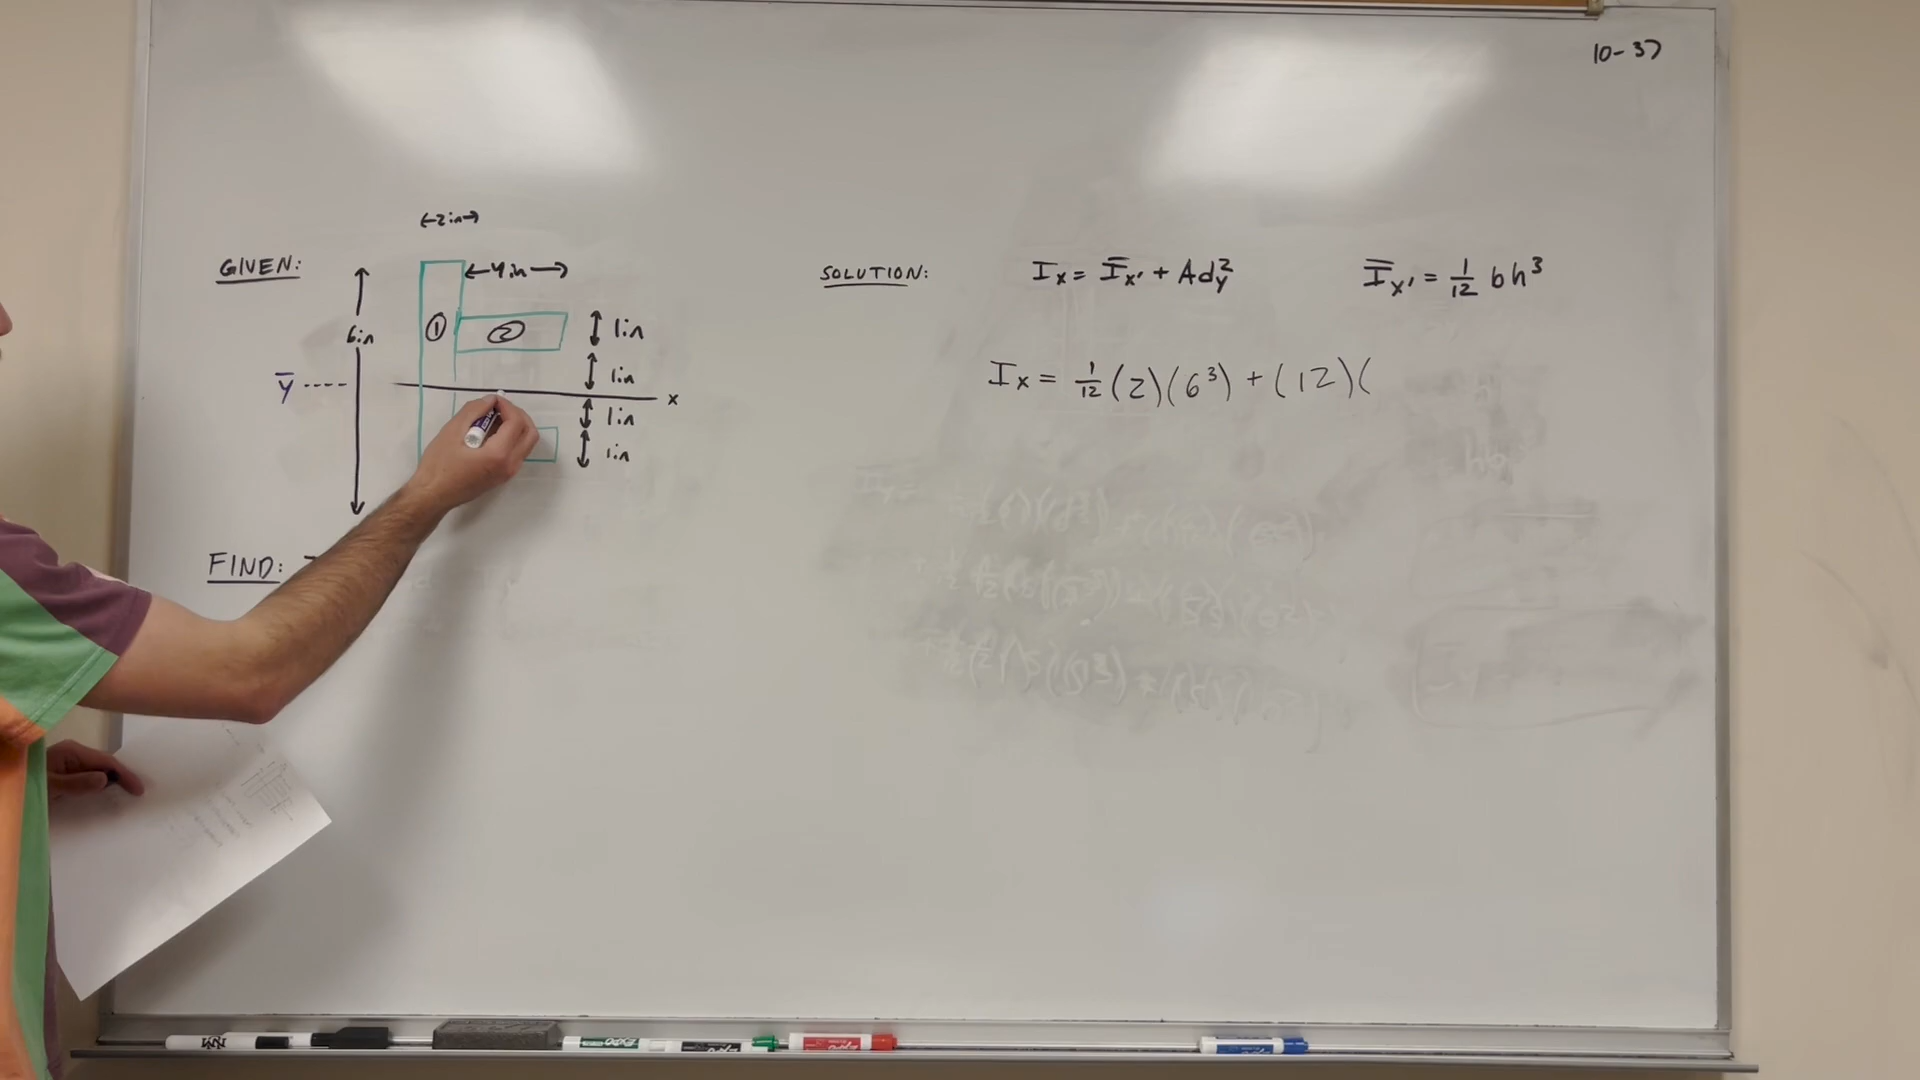 10-37
←2in→
GIVEN:
←4in→
6in
①
②
1in
1in
ȳ ----
x
1in
1in
FIND:
SOLUTION:
Ix = Īx' + Ady²
Īx' = 1/12 bh³
Ix = 1/12 (2)(6³) + (12)(
EXPO